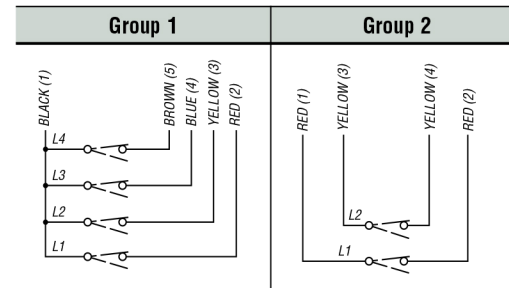 Group 1
Group 2
BLACK (1)
BROWN (5)
BLUE (4)
YELLOW (3)
RED (2)
L4
L3
L2
L1
RED (1)
YELLOW (3)
YELLOW (4)
RED (2)
L2
L1